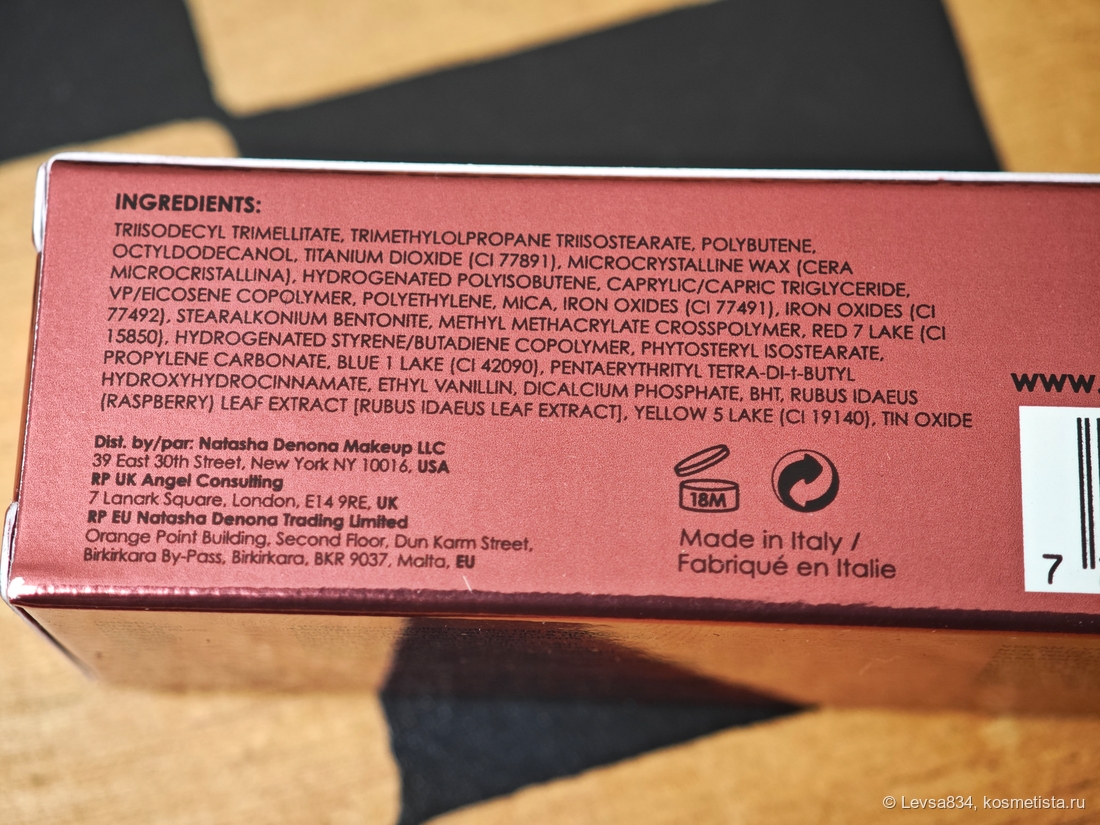 INGREDIENTS:
TRIISODECYL TRIMELLITATE, TRIMETHYLOLPROPANE TRIISOSTEARATE, POLYBUTENE,
OCTYLDODECANOL, TITANIUM DIOXIDE (CI 77891), MICROCRYSTALLINE WAX (CERA
MICROCRISTALLINA), HYDROGENATED POLYISOBUTENE, CAPRYLIC/CAPRIC TRIGLYCERIDE,
VP/EICOSENE COPOLYMER, POLYETHYLENE, MICA, IRON OXIDES (CI 77491), IRON OXIDES (CI
77492), STEARALKONIUM BENTONITE, METHYL METHACRYLATE CROSSPOLYMER, RED 7 LAKE (CI
15850), HYDROGENATED STYRENE/BUTADIENE COPOLYMER, PHYTOSTERYL ISOSTEARATE,
PROPYLENE CARBONATE, BLUE 1 LAKE (CI 42090), PENTAERYTHRITYL TETRA-DI-t-BUTYL
HYDROXYHYDROCINNAMATE, ETHYL VANILLIN, DICALCIUM PHOSPHATE, BHT, RUBUS IDAEUS
(RASPBERRY) LEAF EXTRACT [RUBUS IDAEUS LEAF EXTRACT], YELLOW 5 LAKE (CI 19140), TIN OXIDE
Dist. by/par: Natasha Denona Makeup LLC
39 East 30th Street, New York NY 10016, USA
RP UK Angel Consulting
7 Lanark Square, London, E14 9RE, UK
RP EU Natasha Denona Trading Limited
Orange Point Building, Second Floor, Dun Karm Street,
Birkirkara By-Pass, Birkirkara, BKR 9037, Malta, EU
18M
Made in Italy /
Fabriqué en Italie
www.
7
© Levsa834, kosmetista.ru